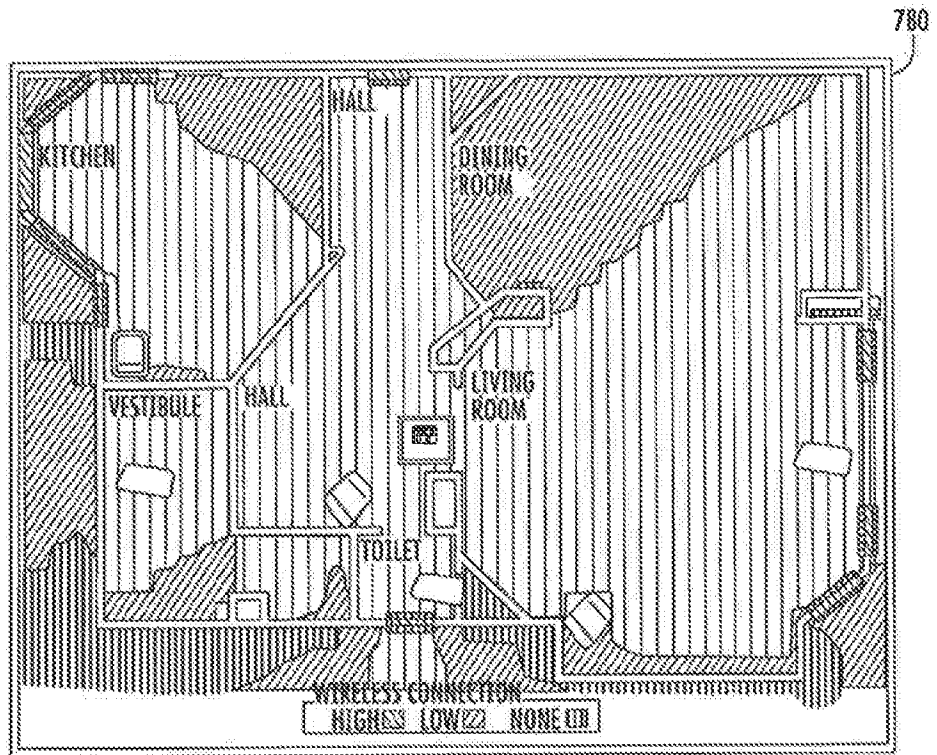 780
HALL
KITCHEN
DINING
ROOM
VESTIBULE
HALL
LIVING
ROOM
TOILET
WIRELESS CONNECTION
HIGH LOW NONE